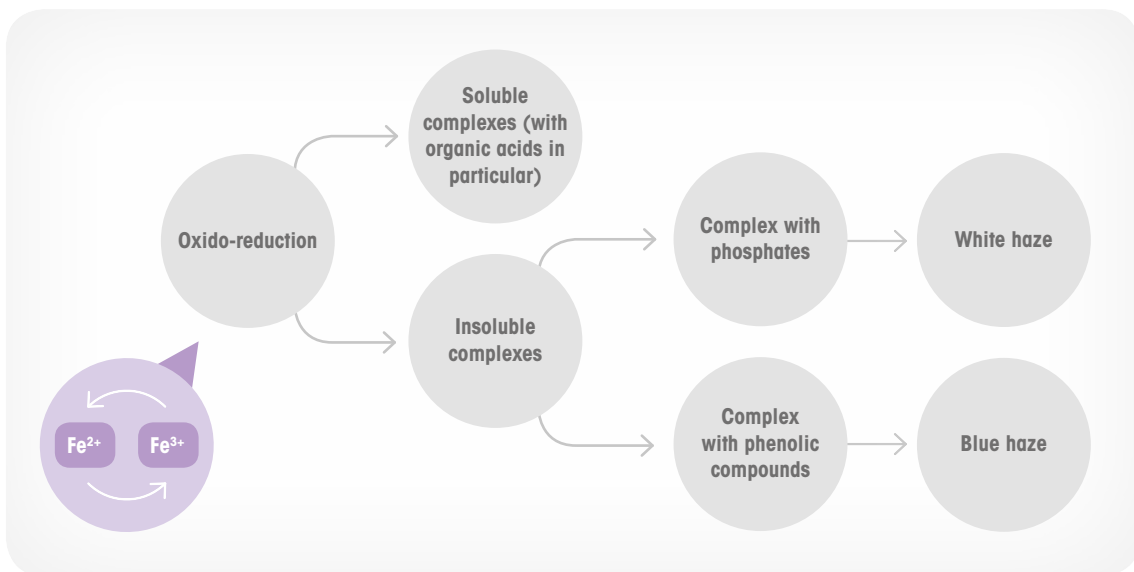 Soluble
complexes (with
organic acids in
particular)
Oxido-reduction
Insoluble
complexes
Complex with
phosphates
White haze
Complex
with phenolic
compounds
Blue haze
Fe²⁺
Fe³⁺